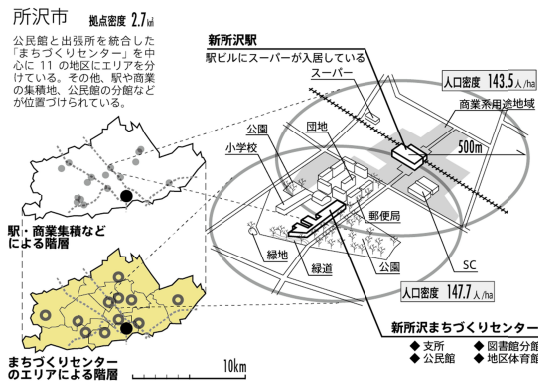 所沢市
拠点密度 2.7㎢
公民館と出張所を統合した
「まちづくりセンター」を中
心に 11 の地区にエリアを分
けている。その他、駅や商業
の集積地、公民館の分館など
が位置づけられている。
新所沢駅
駅ビルにスーパーが入居している
スーパー
人口密度 143.5人/ha
商業系用途地域
500m
団地
公園
小学校
郵便局
緑地
緑道
公園
SC
人口密度 147.7人/ha
駅・商業集積など
による階層
新所沢まちづくりセンター
◆ 支所
◆ 図書館分館
◆ 公民館
◆ 地区体育館
まちづくりセンター
のエリアによる階層
10km